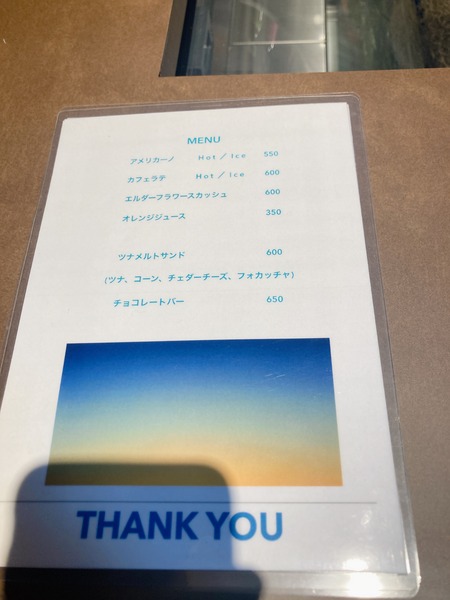 MENU
アメリカーノ Hot／Ice 550
カフェラテ Hot／Ice 600
エルダーフラワースカッシュ 600
オレンジジュース 350
ツナメルトサンド 600
(ツナ、コーン、チェダーチーズ、フォカッチャ)
チョコレートバー 650
THANK YOU